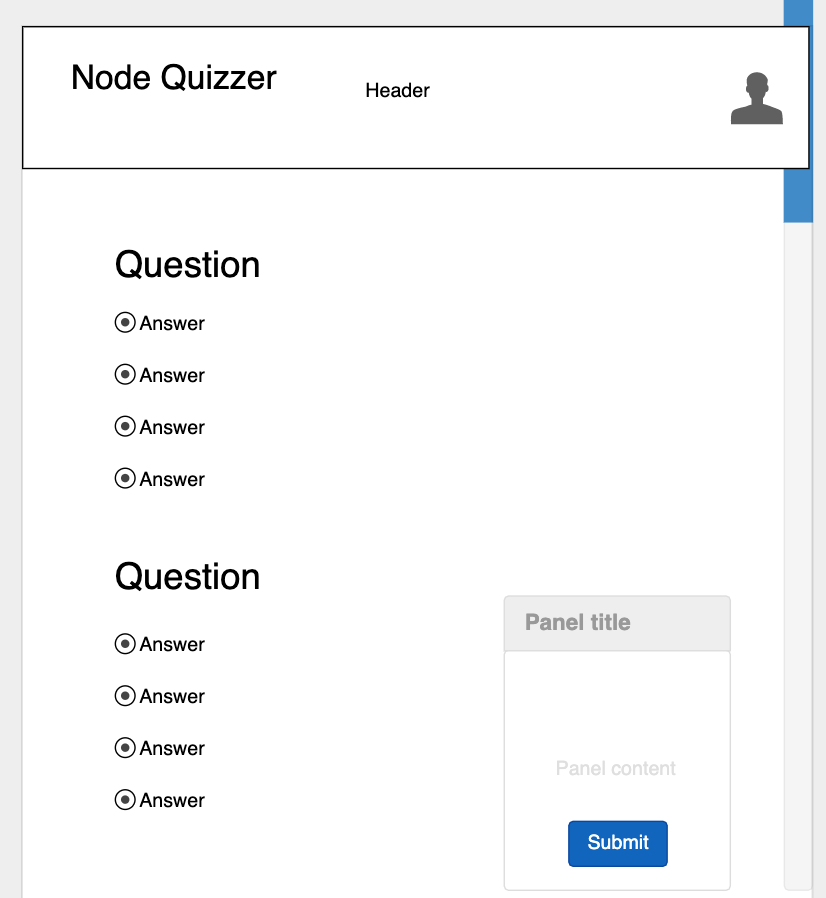 Node Quizzer
Header
Question
Answer
Answer
Answer
Answer
Question
Answer
Answer
Answer
Answer
Panel title
Panel content
Submit